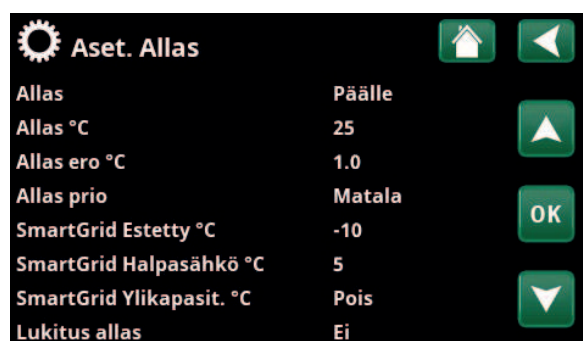 Aset. Allas
Allas Päälle
Allas °C 25
Allas ero °C 1.0
Allas prio Matala
OK
SmartGrid Estetty °C -10
SmartGrid Halpasähkö °C 5
SmartGrid Ylikapasit. °C Pois
Lukitus allas Ei